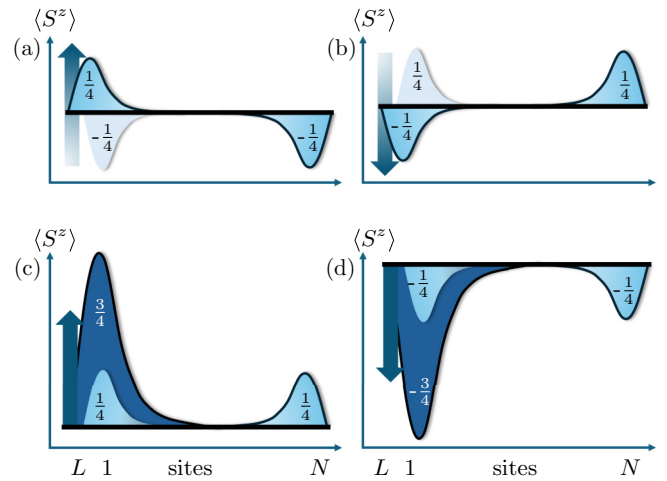 ⟨S^z⟩ ⟨S^z⟩
(a) (b)
1/4 1/4
-1/4 -1/4 -1/4 1/4
⟨S^z⟩ ⟨S^z⟩
(c) (d)
3/4 -1/4 -1/4
1/4 1/4 -3/4
L 1 sites N L 1 sites N